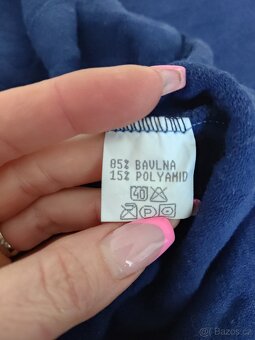 85% BAVLNA
15% POLYAMID
40
P
Bazos.cz